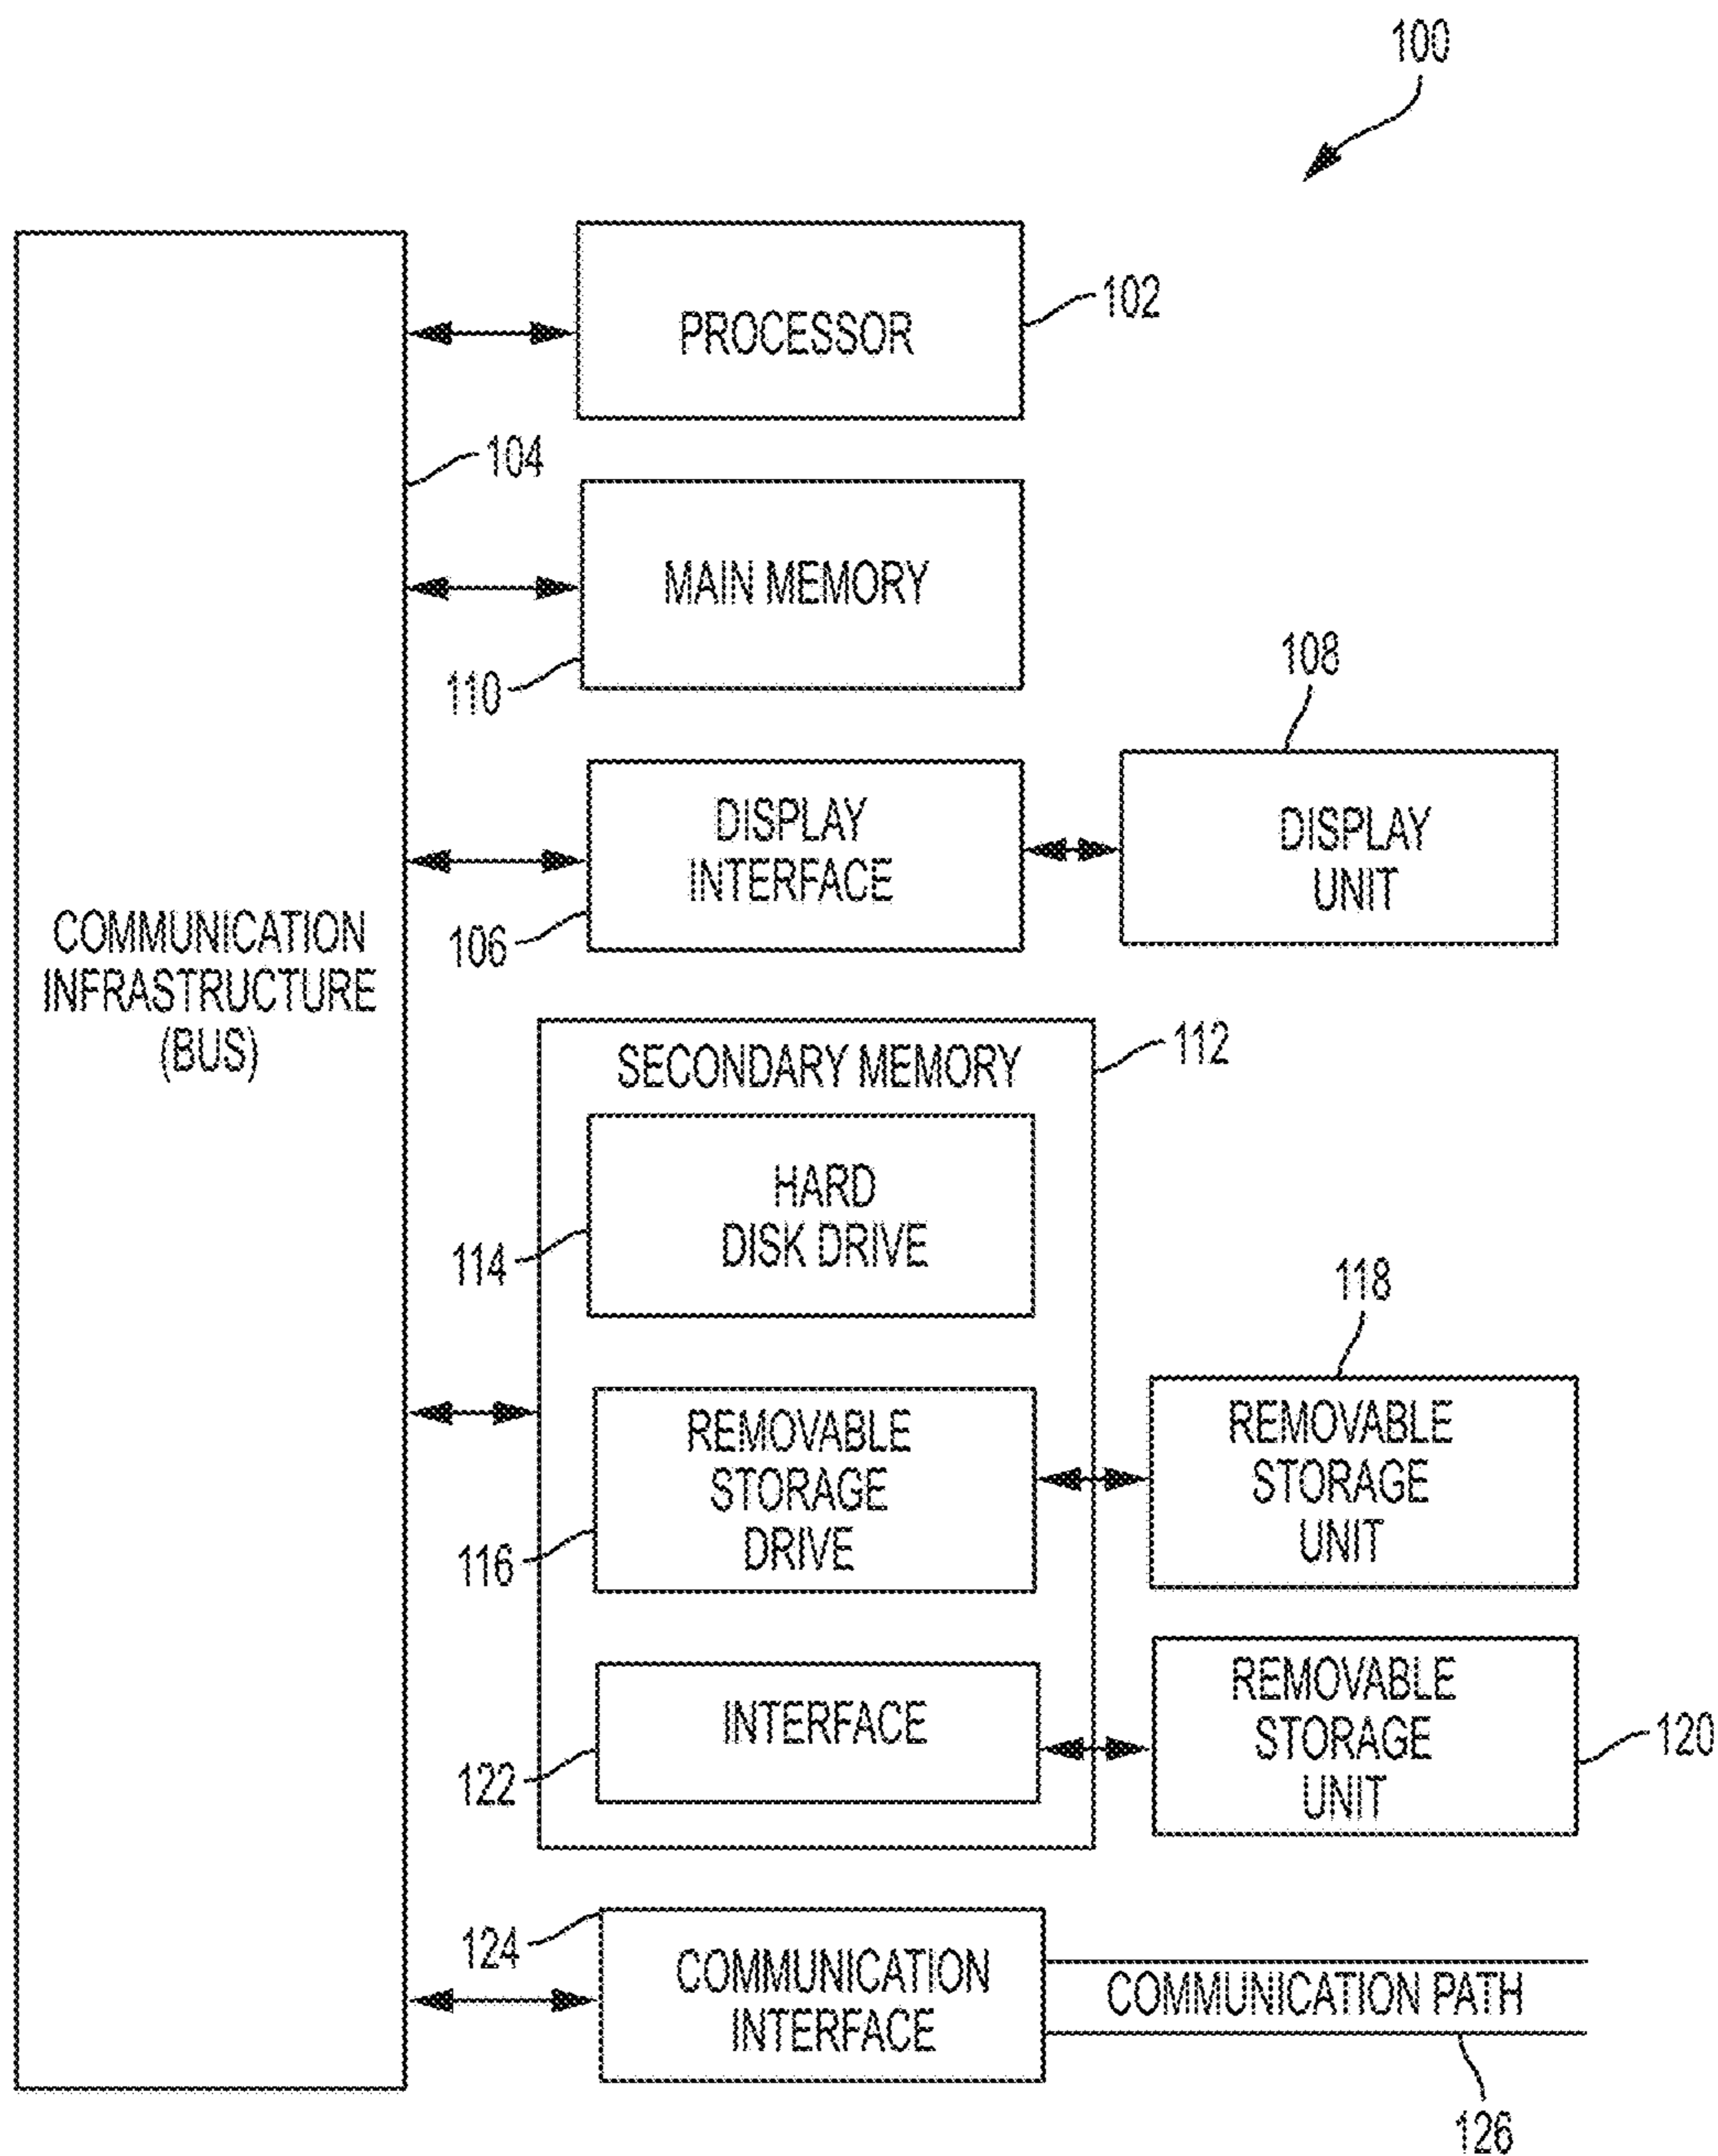 100
PROCESSOR
102
104
MAIN MEMORY
110
108
DISPLAY
INTERFACE
106
DISPLAY
UNIT
COMMUNICATION
INFRASTRUCTURE
(BUS)
SECONDARY MEMORY
112
HARD
DISK DRIVE
114
118
REMOVABLE
STORAGE
DRIVE
116
REMOVABLE
STORAGE
UNIT
INTERFACE
122
REMOVABLE
STORAGE
UNIT
120
124
COMMUNICATION
INTERFACE
COMMUNICATION PATH
126